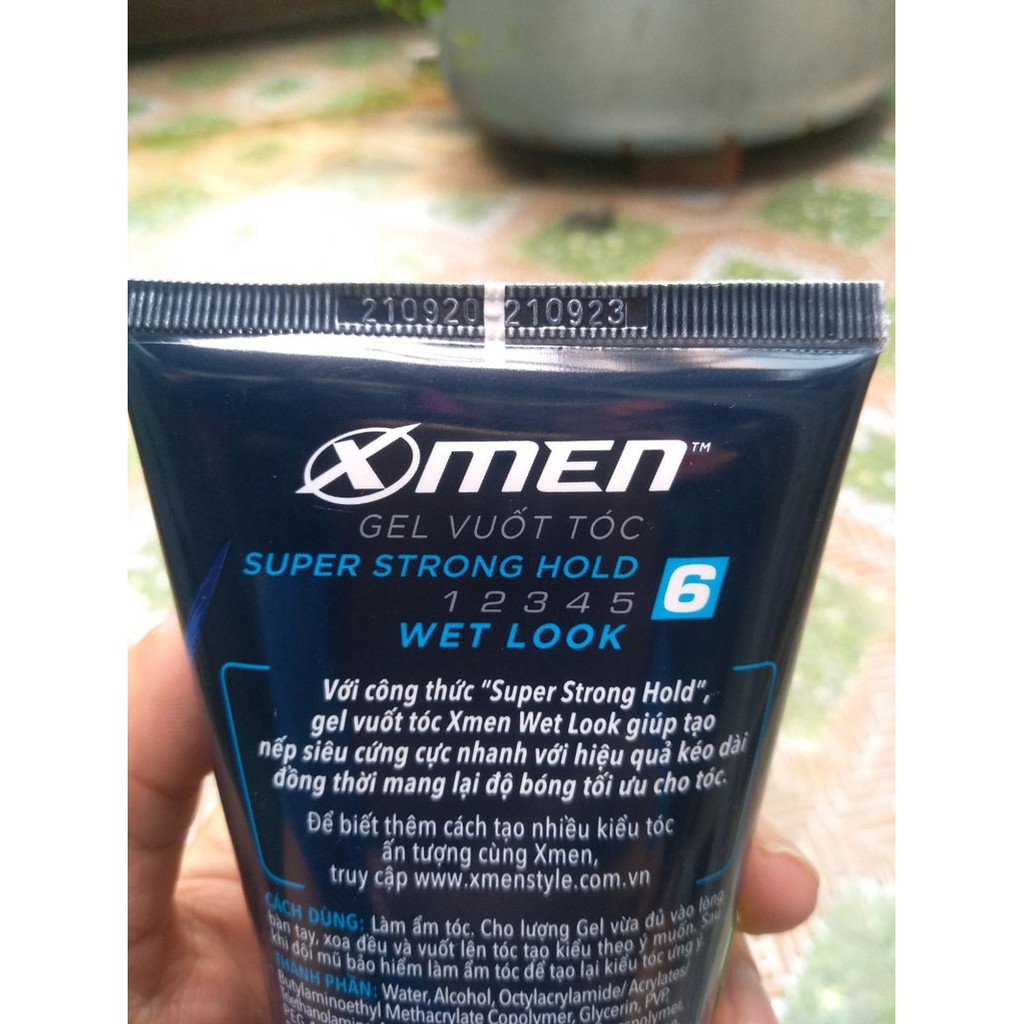 210920 210923
XMEN™
GEL VUỐT TÓC
SUPER STRONG HOLD
1 2 3 4 5 6
WET LOOK
Với công thức “Super Strong Hold”,
gel vuốt tóc Xmen Wet Look giúp tạo
nếp siêu cứng cực nhanh với hiệu quả kéo dài
đồng thời mang lại độ bóng tối ưu cho tóc.
Để biết thêm cách tạo nhiều kiểu tóc
ấn tượng cùng Xmen,
truy cập www.xmenstyle.com.vn
CÁCH DÙNG: Làm ẩm tóc. Cho lượng Gel vừa đủ vào lòng
bàn tay, xoa đều và vuốt lên tóc tạo kiểu theo ý muốn. Sau
khi đội mũ bảo hiểm làm ẩm tóc để tạo lại kiểu tóc ưng ý.
THÀNH PHẦN: Water, Alcohol, Octylacrylamide/ Acrylates/
Butylaminoethyl Methacrylate Copolymer, Glycerin, PVP,